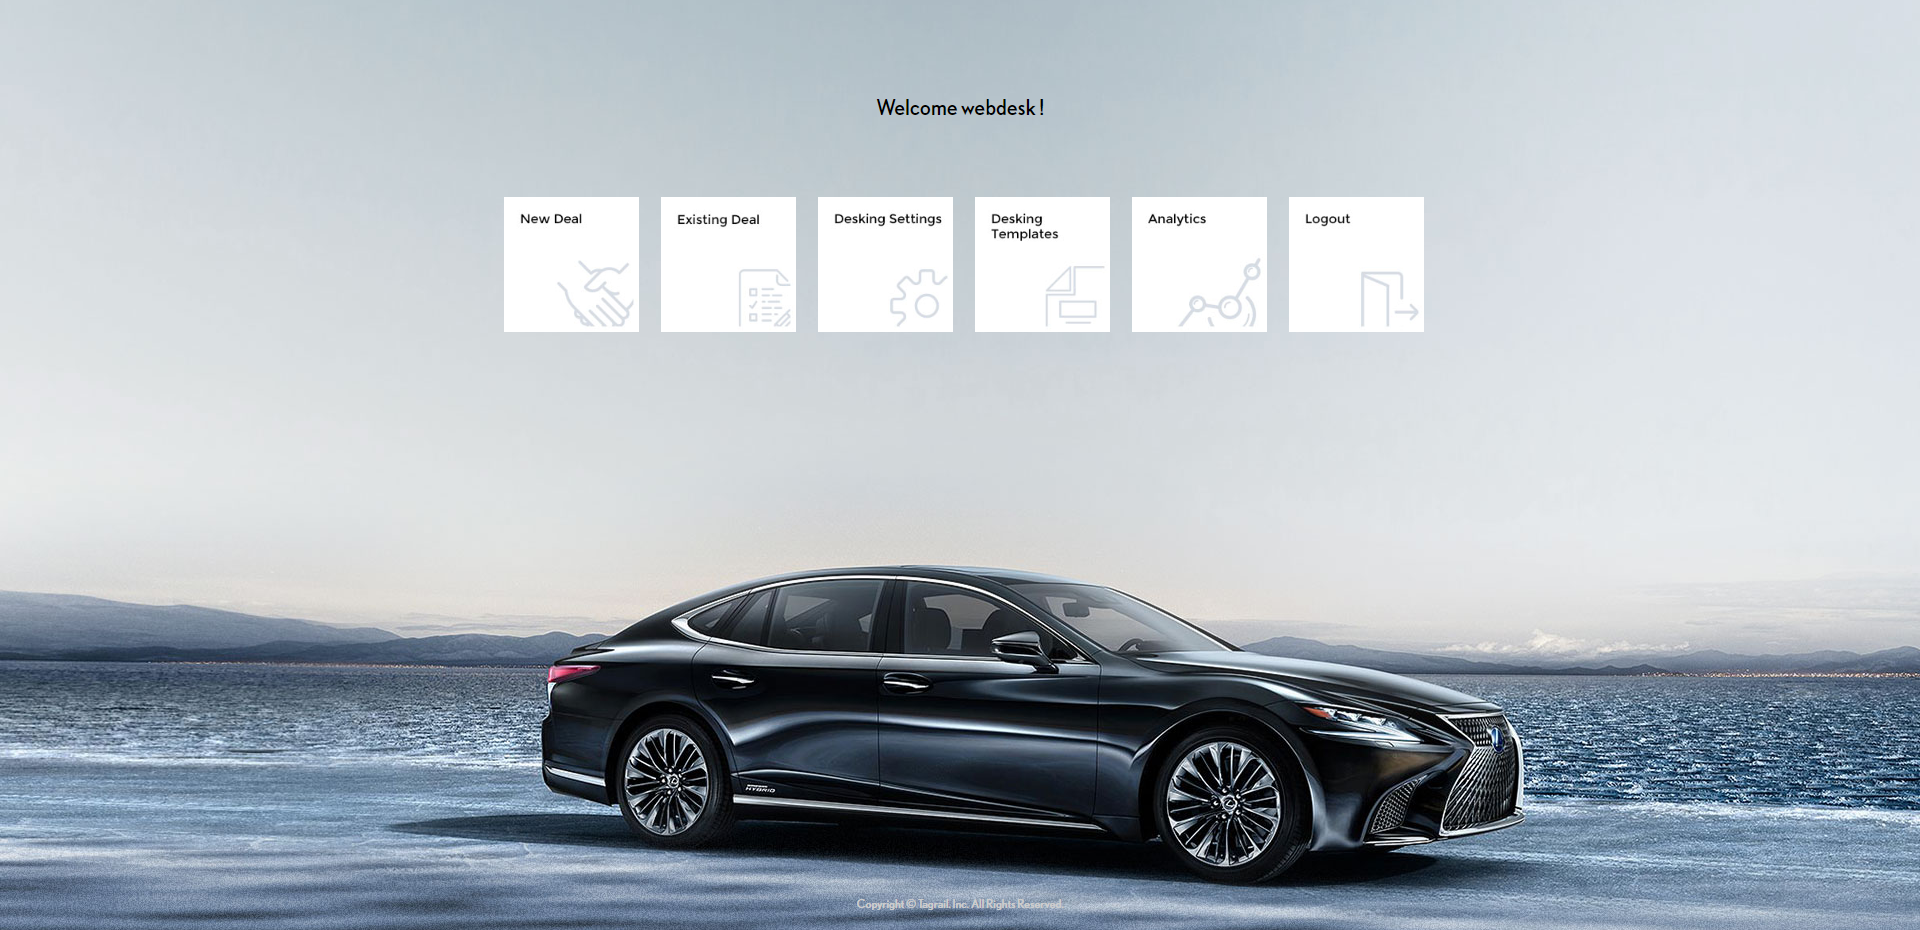 Welcome webdesk !
New Deal
Existing Deal
Desking Settings
Desking
Templates
Analytics
Logout
HYBRID
Copyright © Tagrail. Inc. All Rights Reserved